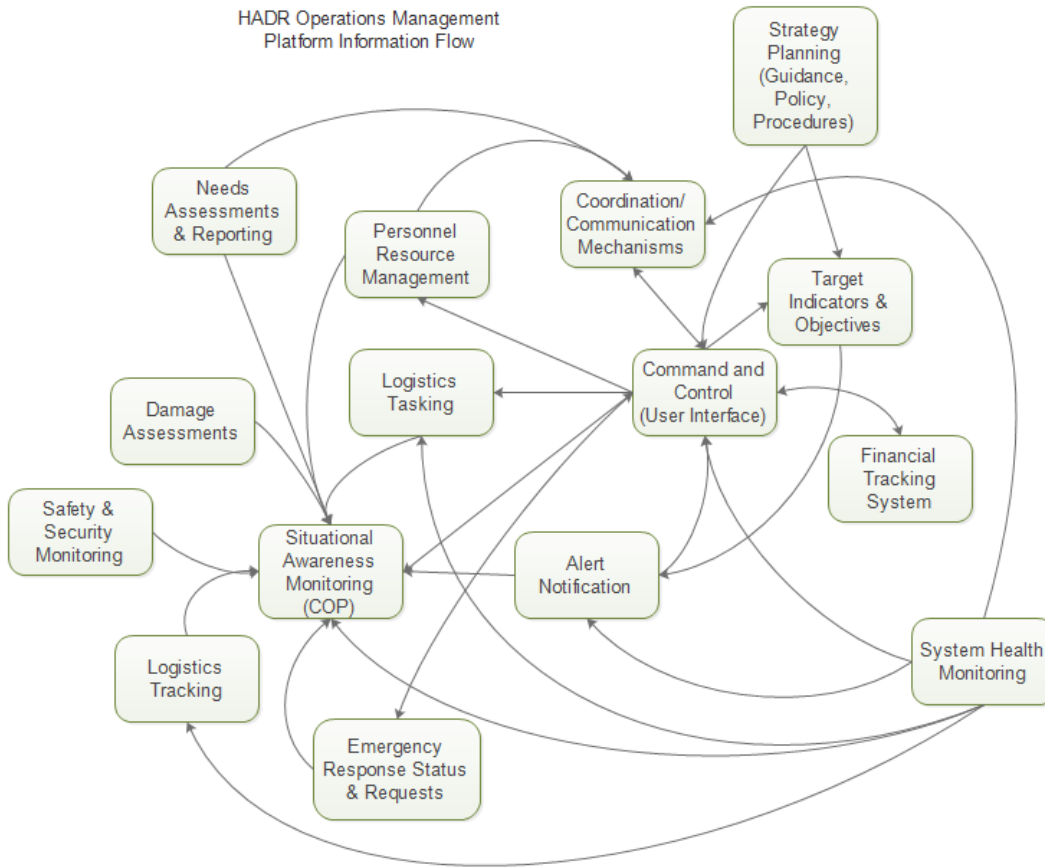 HADR Operations Management
Platform Information Flow
Strategy
Planning
(Guidance,
Policy,
Procedures)
Needs
Assessments
& Reporting
Coordination/
Communication
Mechanisms
Personnel
Resource
Management
Target
Indicators &
Objectives
Logistics
Tasking
Command and
Control
(User Interface)
Damage
Assessments
Financial
Tracking
System
Safety &
Security
Monitoring
Situational
Awareness
Monitoring
(COP)
Alert
Notification
System Health
Monitoring
Logistics
Tracking
Emergency
Response Status
& Requests